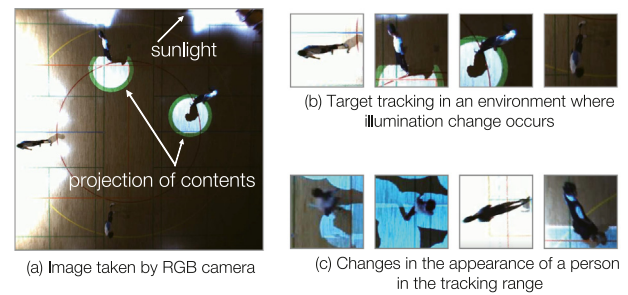 sunlight
projection of contents
(a) Image taken by RGB camera
(b) Target tracking in an environment where
illumination change occurs
(c) Changes in the appearance of a person
in the tracking range